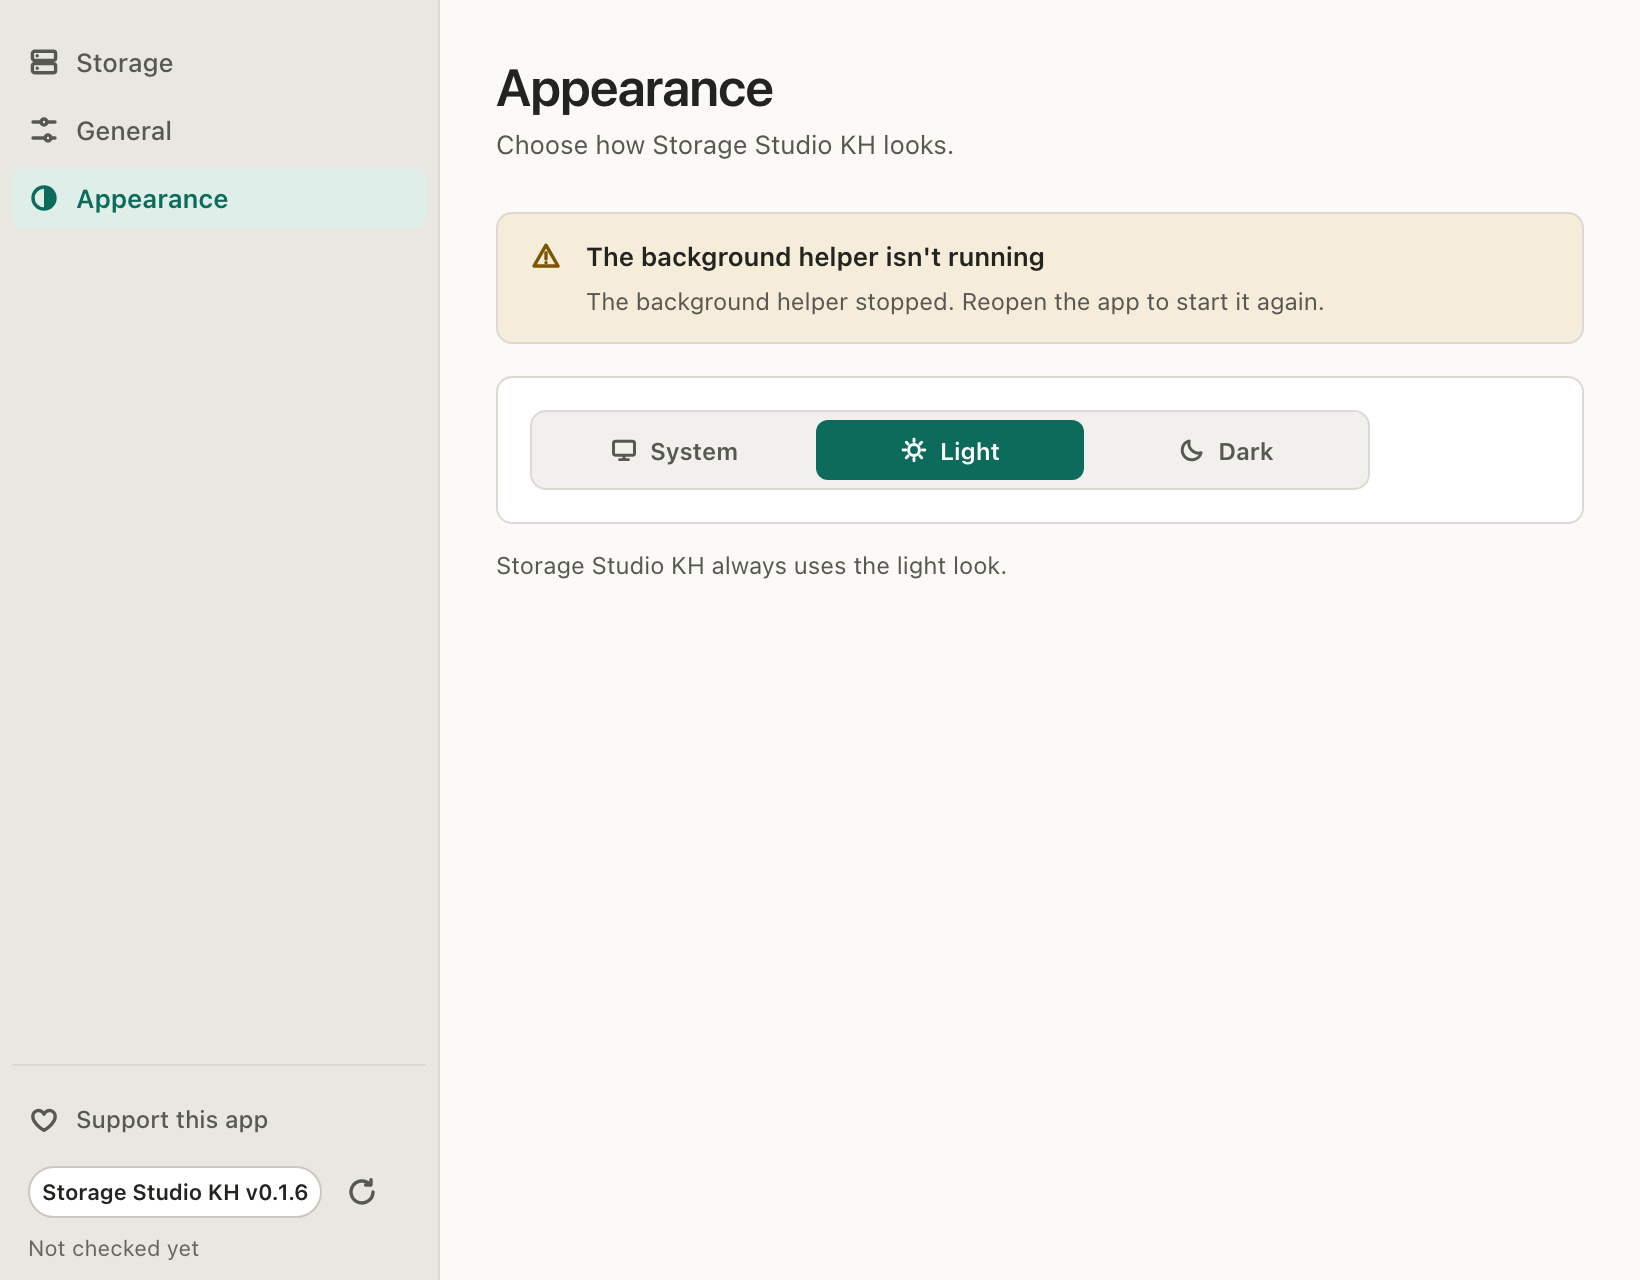 Storage
General
Appearance
Support this app
Storage Studio KH v0.1.6
Not checked yet
Appearance
Choose how Storage Studio KH looks.
The background helper isn't running
The background helper stopped. Reopen the app to start it again.
System
Light
Dark
Storage Studio KH always uses the light look.